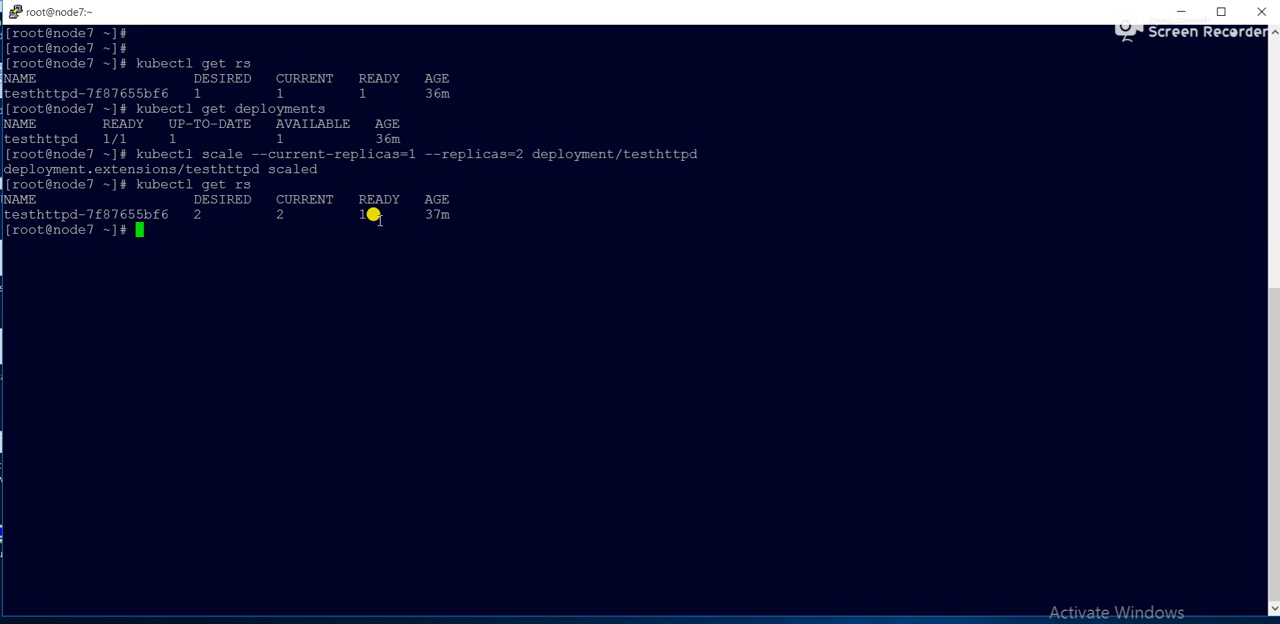 root@node7:~
Screen Recorder
[root@node7 ~]#
[root@node7 ~]#
[root@node7 ~]# kubectl get rs
NAME DESIRED CURRENT READY AGE
testhttpd-7f87655bf6 1 1 1 36m
[root@node7 ~]# kubectl get deployments
NAME READY UP-TO-DATE AVAILABLE AGE
testhttpd 1/1 1 1 36m
[root@node7 ~]# kubectl scale --current-replicas=1 --replicas=2 deployment/testhttpd
deployment.extensions/testhttpd scaled
[root@node7 ~]# kubectl get rs
NAME DESIRED CURRENT READY AGE
testhttpd-7f87655bf6 2 2 1 37m
[root@node7 ~]#
Activate Windows